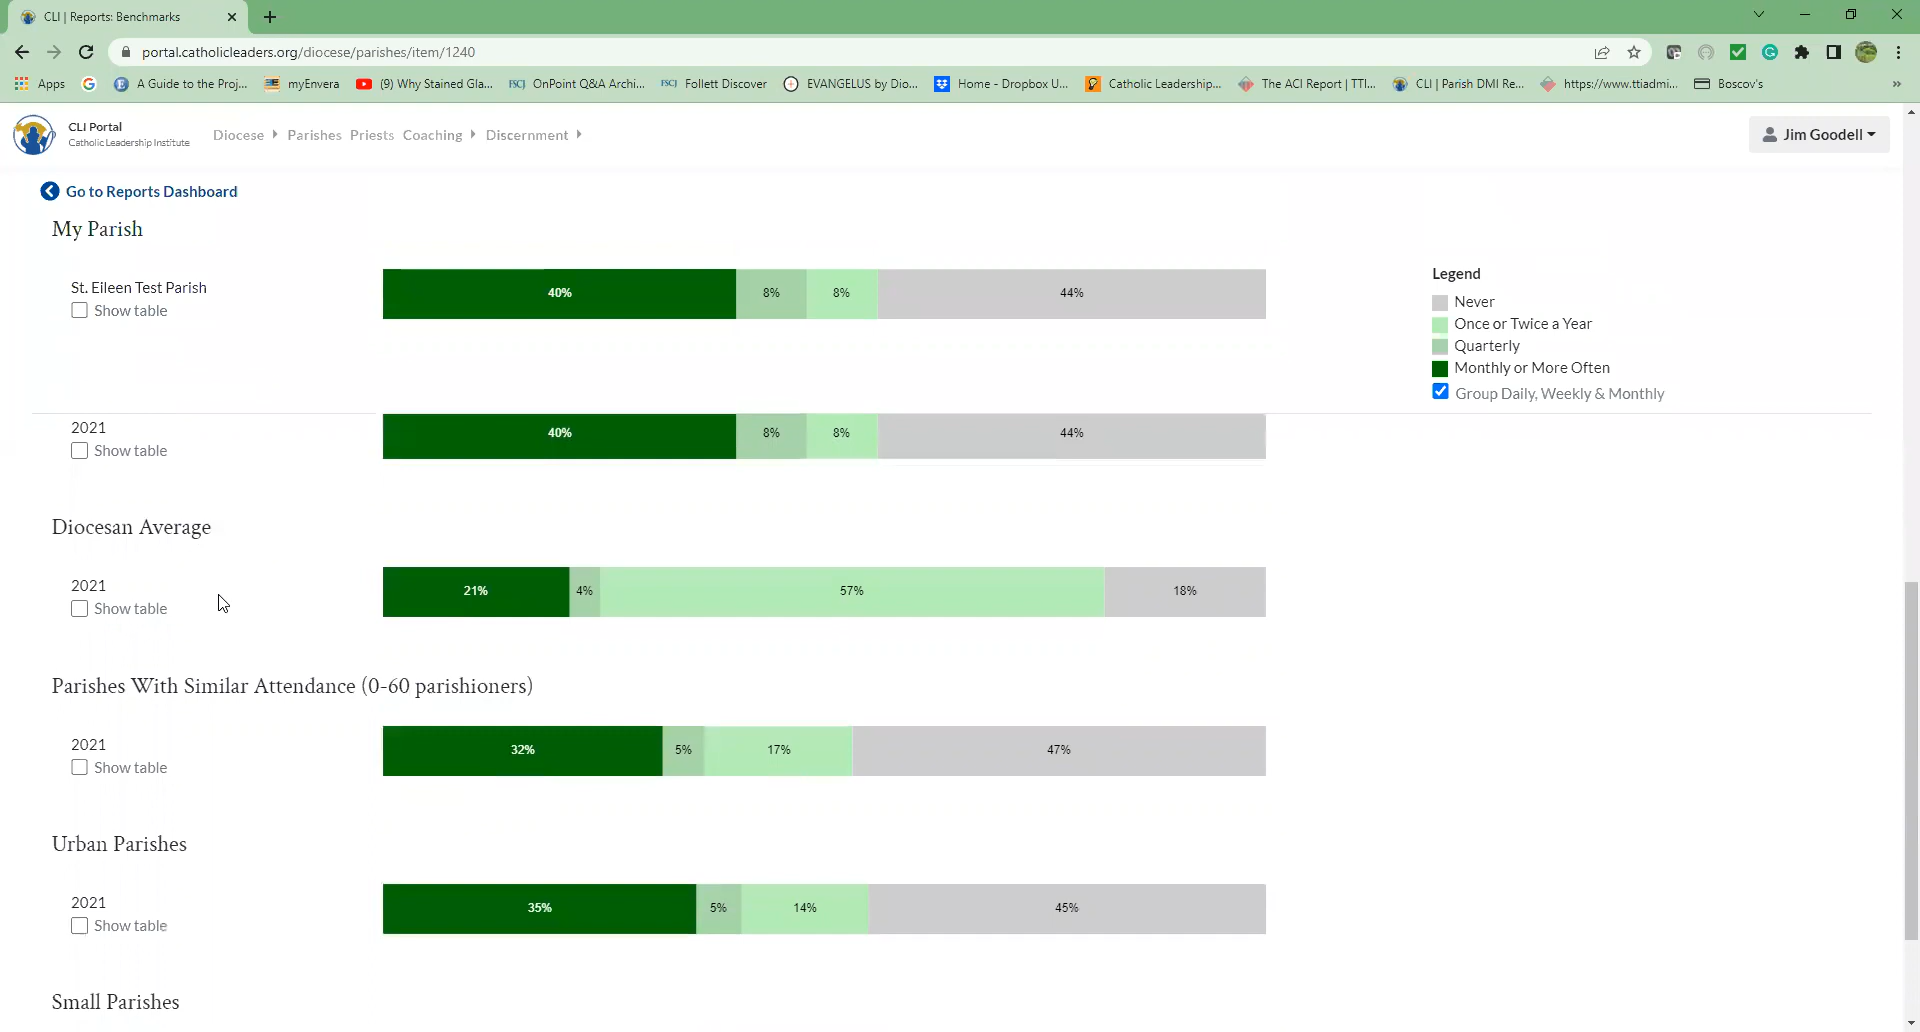 CLI | Reports: Benchmarks
portal.catholicleaders.org/diocese/parishes/item/1240
Apps
A Guide to the Proj...
myEnvera
(9) Why Stained Gla...
FSCJ OnPoint Q&A Archi...
FSCJ Follett Discover
EVANGELUS by Dio...
Home - Dropbox U...
Catholic Leadership...
The ACI Report | TTI...
CLI | Parish DMI Re...
https://www.ttiadmi...
Boscov's
CLI Portal
Catholic Leadership Institute
Diocese
Parishes
Priests
Coaching
Discernment
Jim Goodell
Go to Reports Dashboard
My Parish
St. Eileen Test Parish
Show table
40% 8% 8% 44%
Legend
Never
Once or Twice a Year
Quarterly
Monthly or More Often
Group Daily, Weekly & Monthly
2021
Show table
40% 8% 8% 44%
Diocesan Average
2021
Show table
21% 4% 57% 18%
Parishes With Similar Attendance (0-60 parishioners)
2021
Show table
32% 5% 17% 47%
Urban Parishes
2021
Show table
35% 5% 14% 45%
Small Parishes